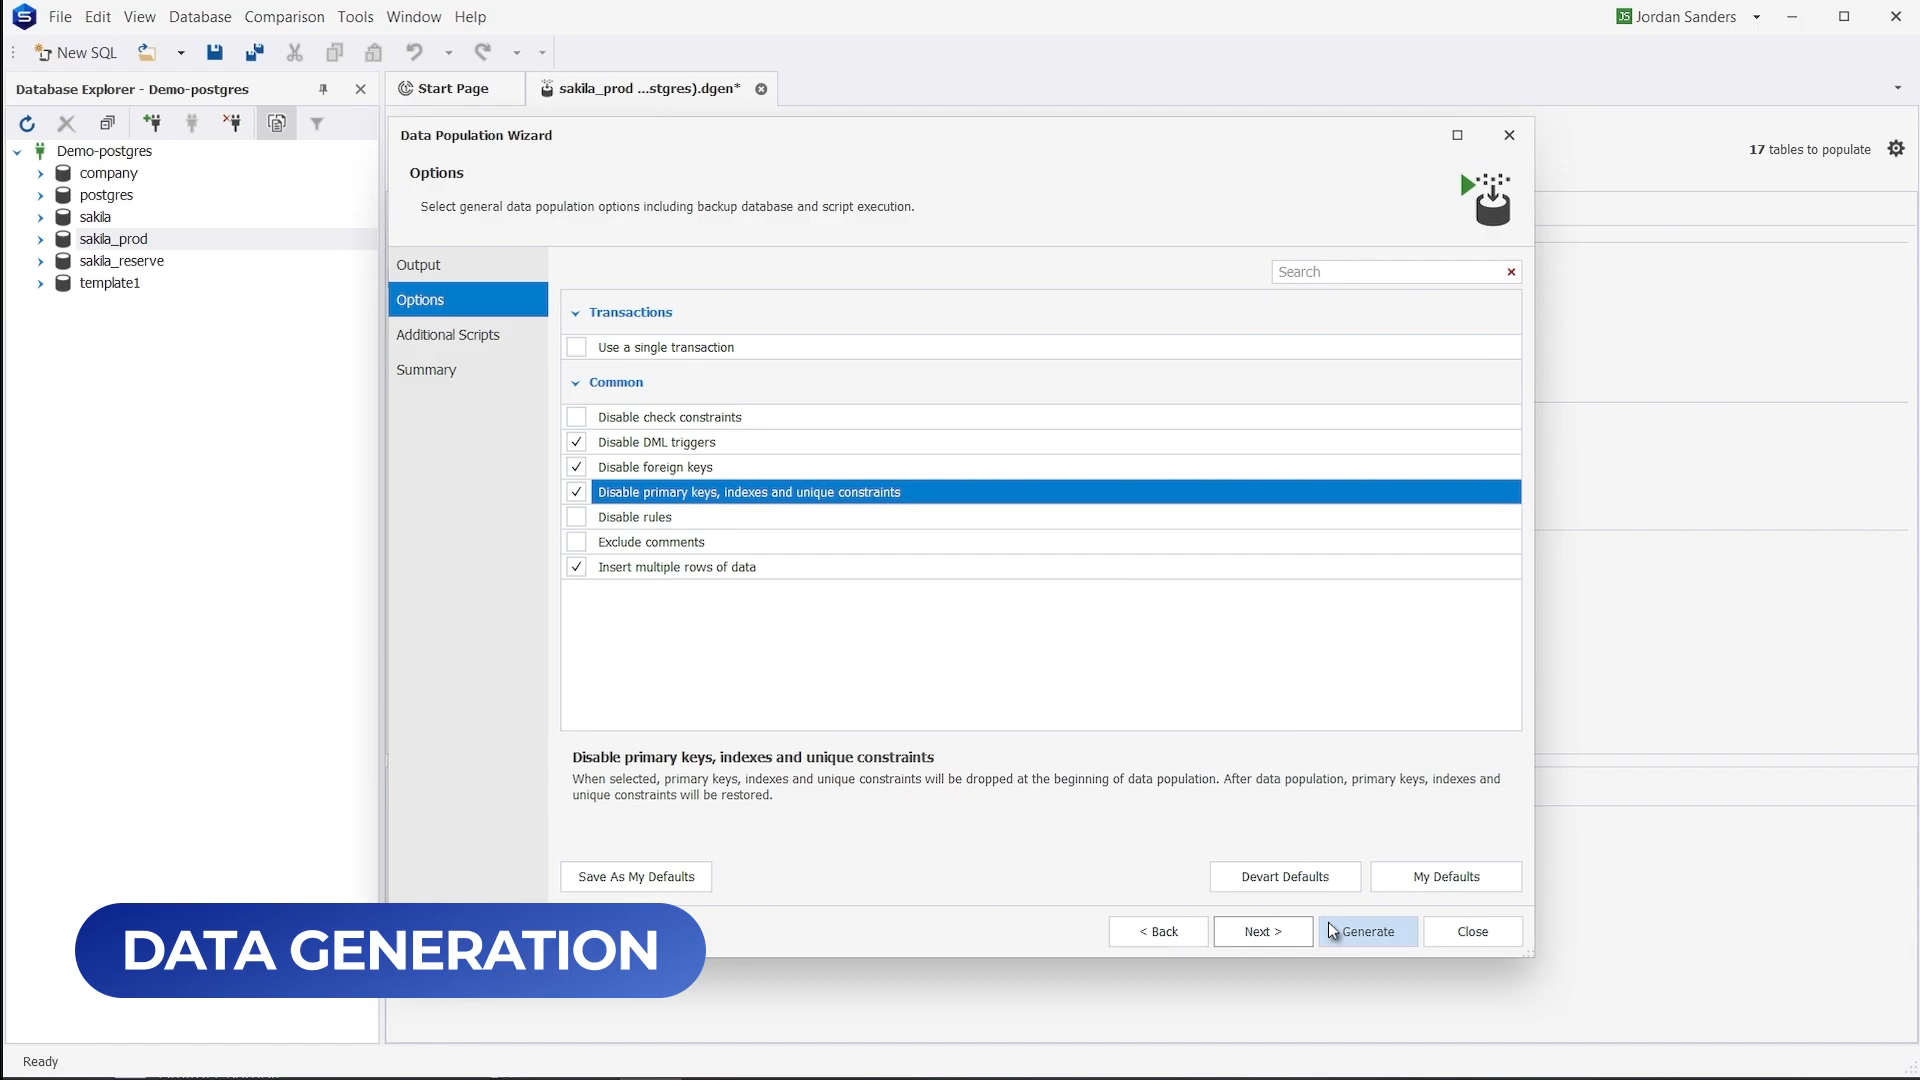 File Edit View Database Comparison Tools Window Help
JS Jordan Sanders
New SQL
Database Explorer - Demo-postgres
Start Page
sakila_prod ...stgres).dgen*
Demo-postgres
company
postgres
sakila
sakila_prod
sakila_reserve
template1
17 tables to populate
Data Population Wizard
Options
Select general data population options including backup database and script execution.
Output
Options
Additional Scripts
Summary
Search
Transactions
Use a single transaction
Common
Disable check constraints
Disable DML triggers
Disable foreign keys
Disable primary keys, indexes and unique constraints
Disable rules
Exclude comments
Insert multiple rows of data
Disable primary keys, indexes and unique constraints
When selected, primary keys, indexes and unique constraints will be dropped at the beginning of data population. After data population, primary keys, indexes and
unique constraints will be restored.
Save As My Defaults
Devart Defaults
My Defaults
< Back
Next >
Generate
Close
DATA GENERATION
Ready